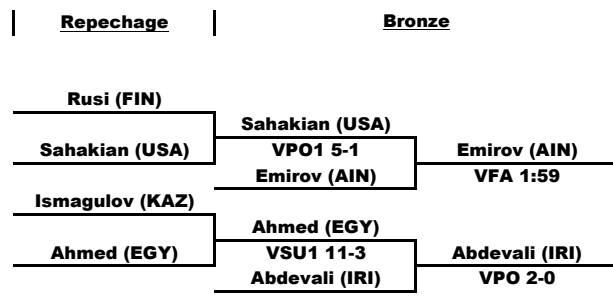 Repechage Bronze
Rusi (FIN)
Sahakian (USA)
Sahakian (USA) VPO1 5-1 Emirov (AIN)
Emirov (AIN) VFA 1:59
Ismagulov (KAZ)
Ahmed (EGY)
Ahmed (EGY) VSU1 11-3 Abdevali (IRI)
Abdevali (IRI) VPO 2-0